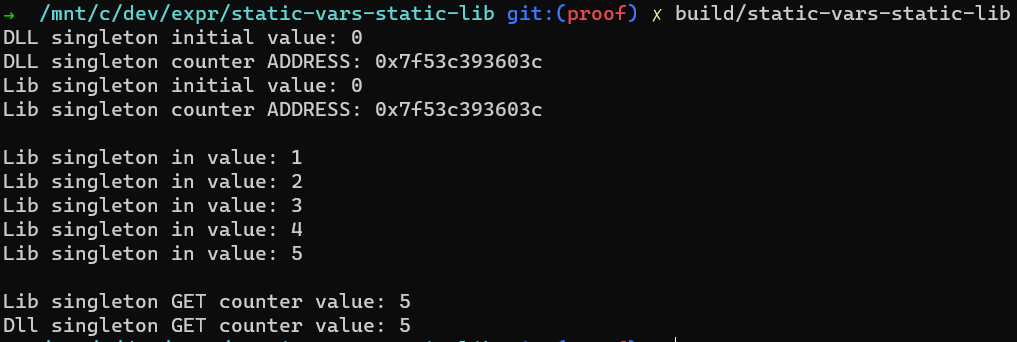 → /mnt/c/dev/expr/static-vars-static-lib git:(proof) ✗ build/static-vars-static-lib
DLL singleton initial value: 0
DLL singleton counter ADDRESS: 0x7f53c393603c
Lib singleton initial value: 0
Lib singleton counter ADDRESS: 0x7f53c393603c
Lib singleton in value: 1
Lib singleton in value: 2
Lib singleton in value: 3
Lib singleton in value: 4
Lib singleton in value: 5
Lib singleton GET counter value: 5
Dll singleton GET counter value: 5